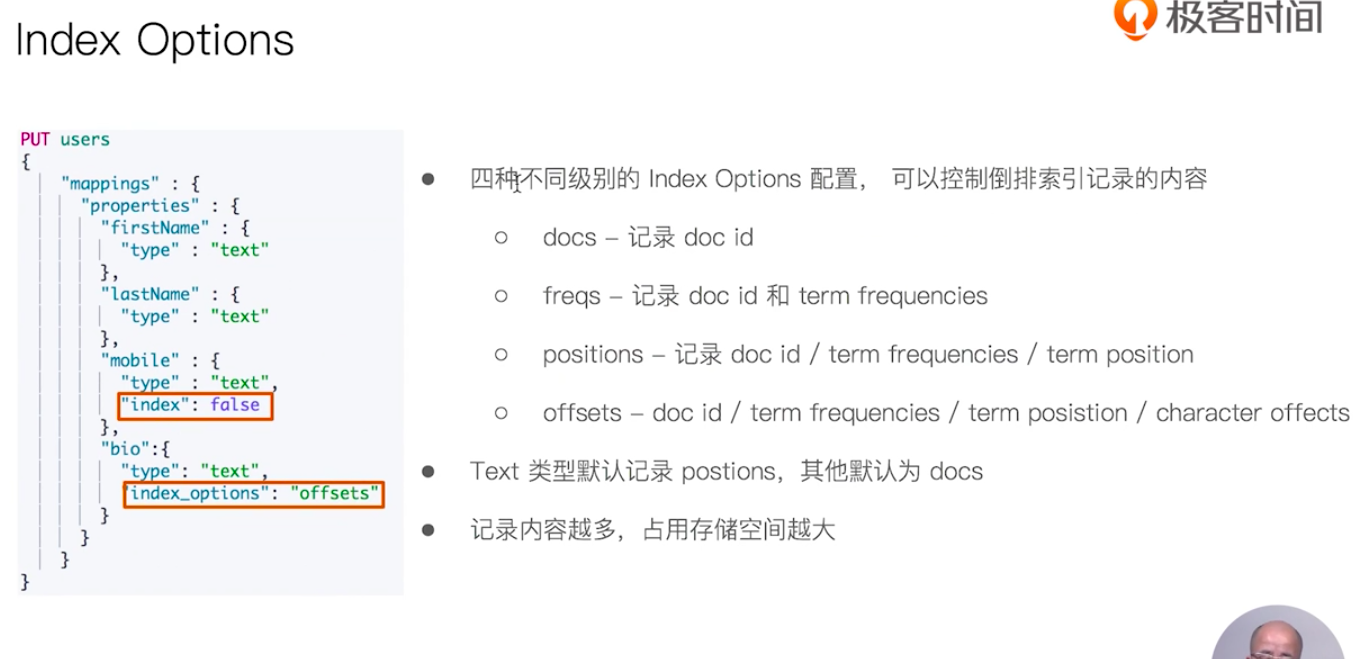 Index Options
极客时间
PUT users
{
"mappings" : {
"properties" : {
"firstName" : {
"type" : "text"
},
"lastName" : {
"type" : "text"
},
"mobile" : {
"type" : "text",
"index": false
},
"bio":{
"type": "text",
"index_options": "offsets"
}
}
}
}
● 四种不同级别的 Index Options 配置， 可以控制倒排索引记录的内容
○ docs – 记录 doc id
○ freqs – 记录 doc id 和 term frequencies
○ positions – 记录 doc id / term frequencies / term position
○ offsets – doc id / term frequencies / term posistion / character offects
● Text 类型默认记录 postions，其他默认为 docs
● 记录内容越多，占用存储空间越大